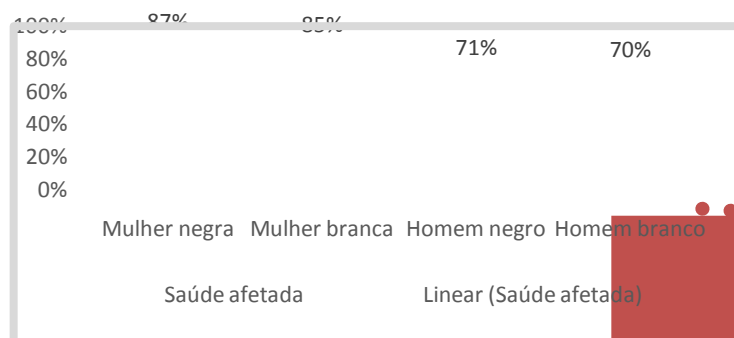 100% 87% 85%
71% 70%
80%
60%
40%
20%
0%
Mulher negra Mulher branca Homem negro Homem branco
Saúde afetada Linear (Saúde afetada)